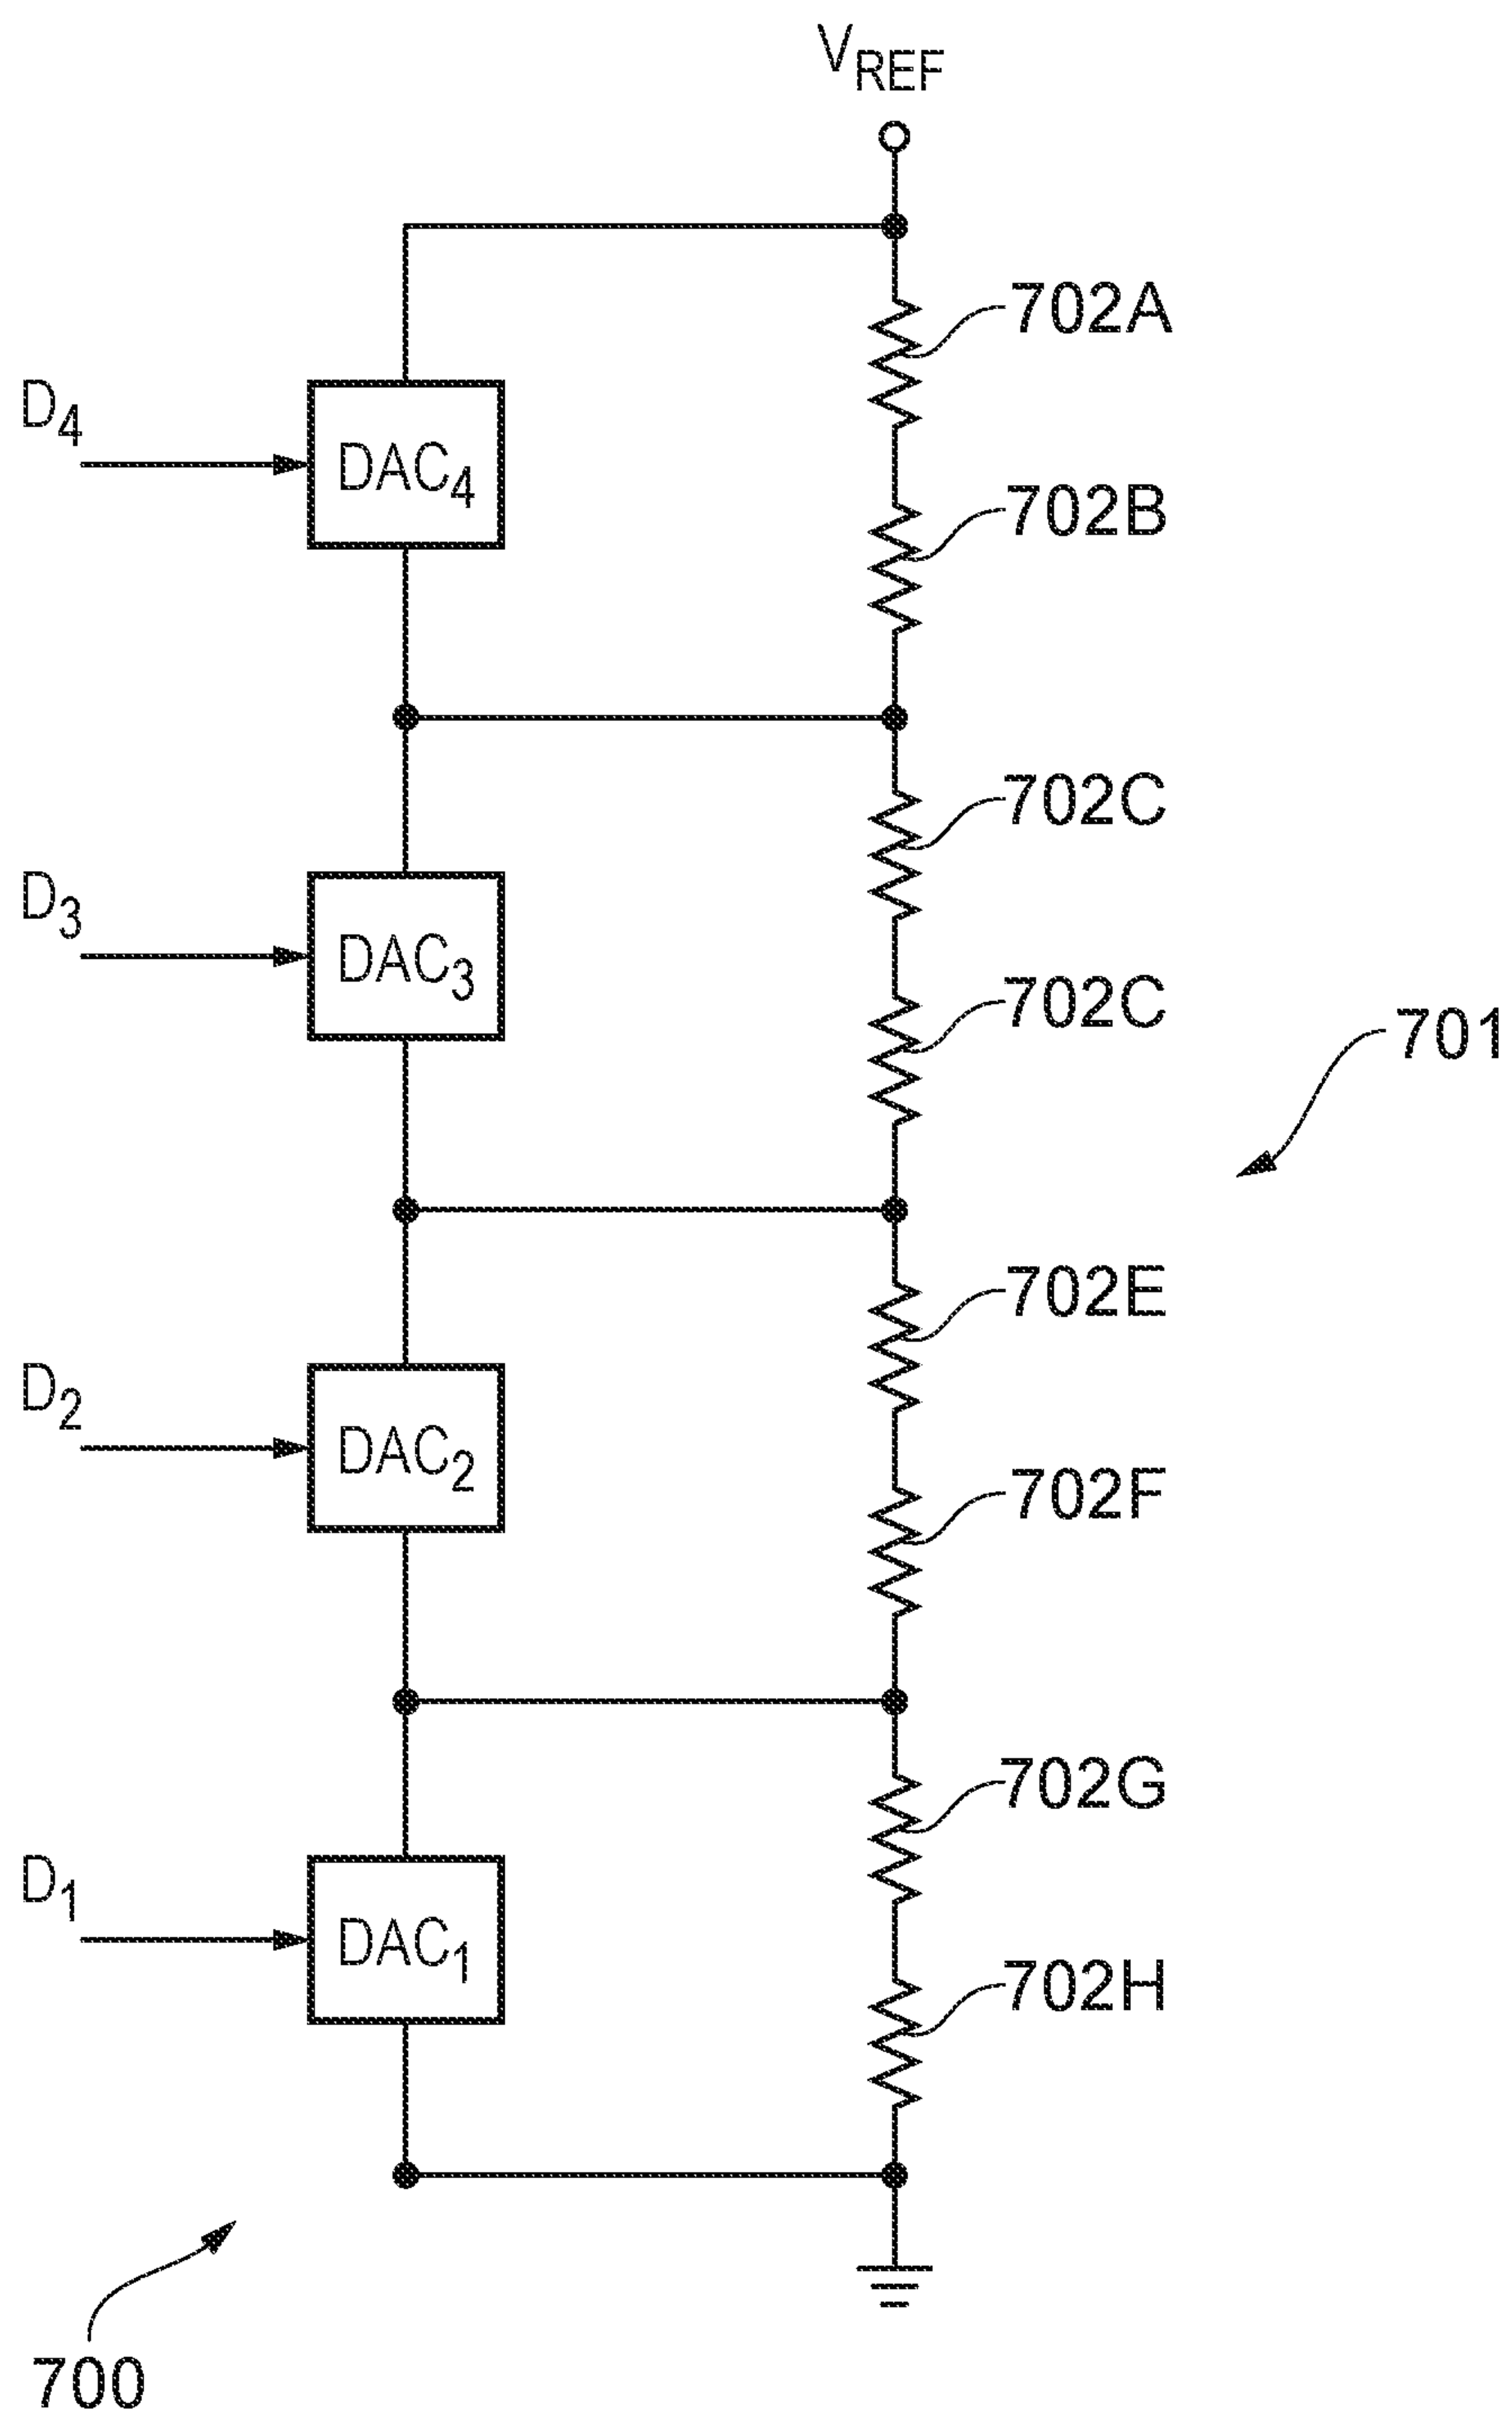 VREF
702A
D4
DAC4
702B
702C
D3
DAC3
702C
701
702E
D2
DAC2
702F
702G
D1
DAC1
702H
700